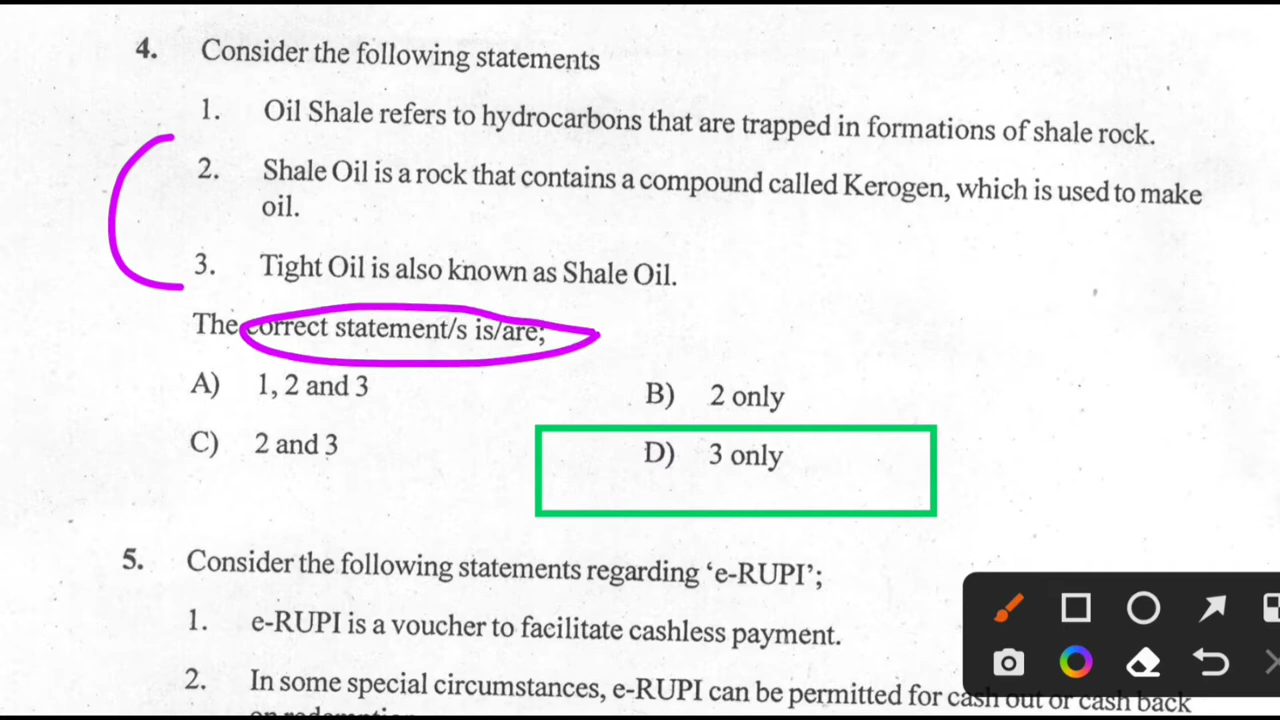 4. Consider the following statements
1. Oil Shale refers to hydrocarbons that are trapped in formations of shale rock.
2. Shale Oil is a rock that contains a compound called Kerogen, which is used to make
oil.
3. Tight Oil is also known as Shale Oil.
The correct statement/s is/are;
A) 1, 2 and 3 B) 2 only
C) 2 and 3 D) 3 only
5. Consider the following statements regarding ‘e-RUPI’;
1. e-RUPI is a voucher to facilitate cashless payment.
2. In some special circumstances, e-RUPI can be permitted for cash out or cash back